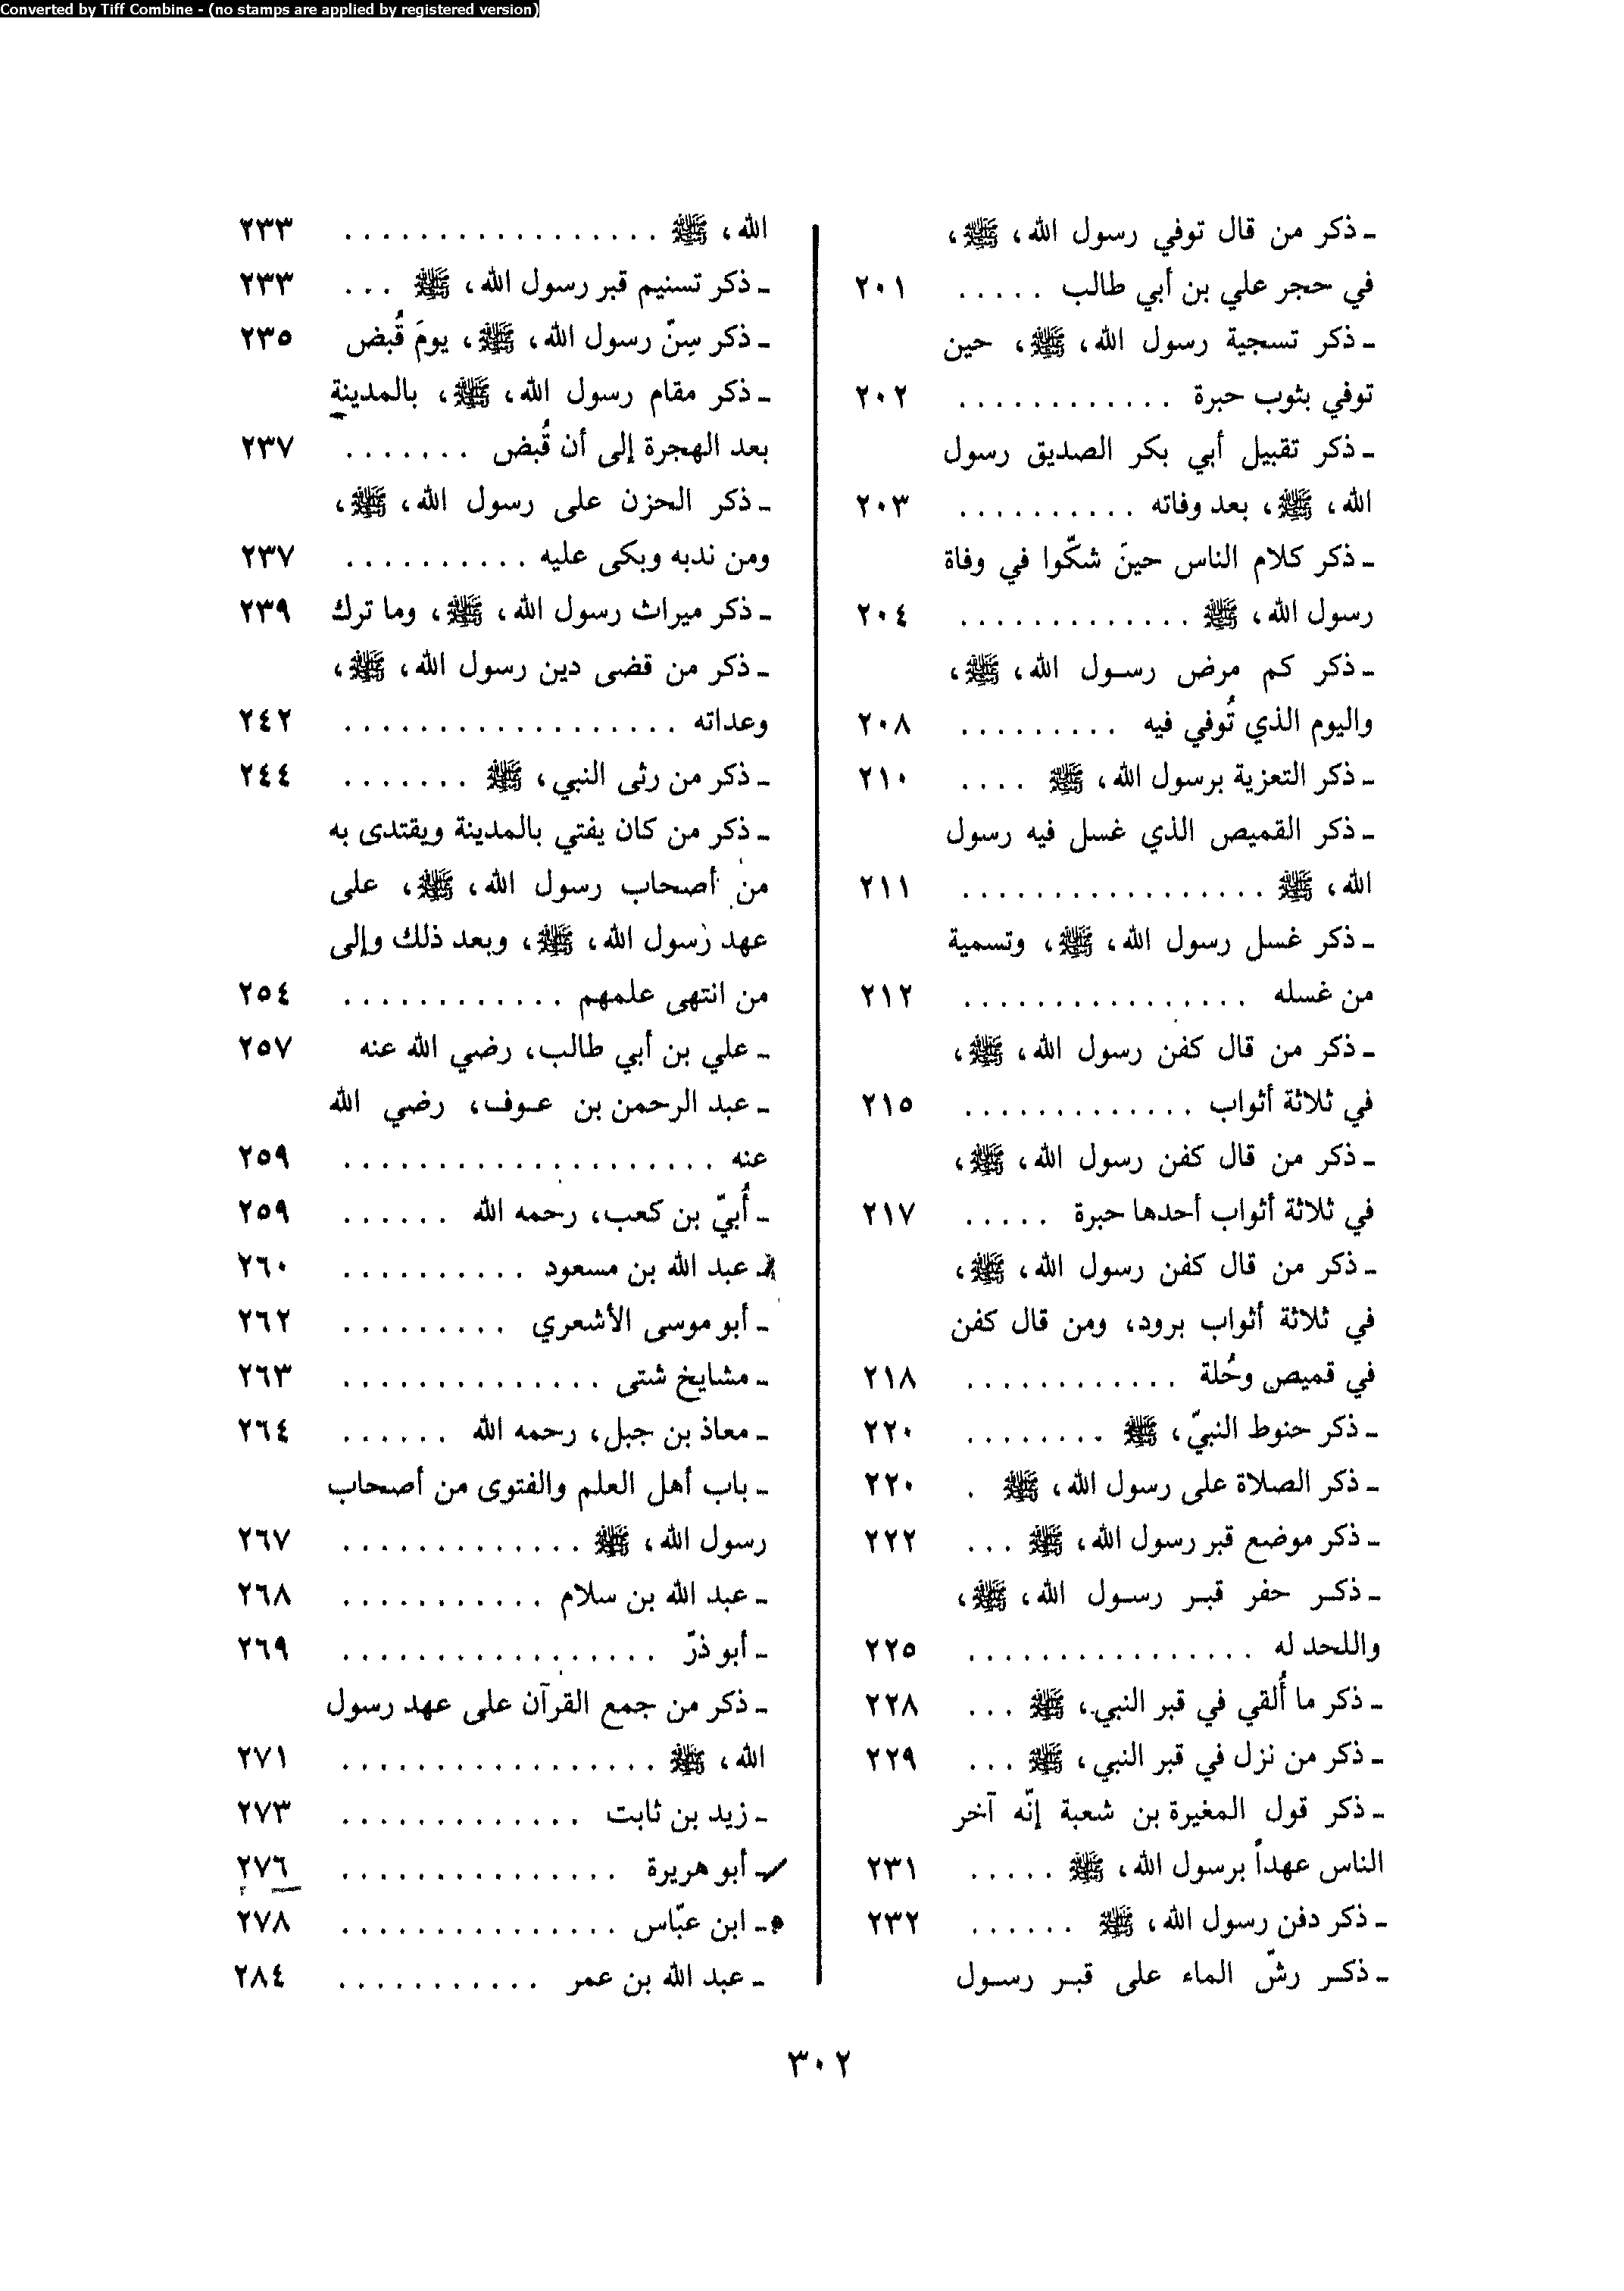 Converted by Tiff Combine - (no stamps are applied by registered version)
ـ ذكر من قال توفي رسول الله، ﷺ،
في حجر علي بن أبي طالب . . . . . ٢٠١
ـ ذكر تسجية رسول الله، ﷺ، حين
توفي بثوب حبرة . . . . . . . . . . . . ٢٠٢
ـ ذكر تقبيل أبي بكر الصديق رسول
الله، ﷺ، بعد وفاته . . . . . . . . . . ٢٠٣
ـ ذكر كلام الناس حينَ شكّوا في وفاة
رسول الله، ﷺ . . . . . . . . . . . . . ٢٠٤
ـ ذكر كم مرض رسول الله، ﷺ،
واليوم الذي تُوفي فيه . . . . . . . . . ٢٠٨
ـ ذكر التعزية برسول الله، ﷺ . . . . ٢١٠
ـ ذكر القميص الذي غسل فيه رسول
الله، ﷺ . . . . . . . . . . . . . . . . . ٢١١
ـ ذكر غسل رسول الله، ﷺ، وتسمية
من غسله . . . . . . . . . . . . . . . . ٢١٢
ـ ذكر من قال كفن رسول الله، ﷺ،
في ثلاثة أثواب . . . . . . . . . . . . . ٢١٥
ـ ذكر من قال كفن رسول الله، ﷺ،
في ثلاثة أثواب أحدها حبرة . . . . . ٢١٧
ـ ذكر من قال كفن رسول الله، ﷺ،
في ثلاثة أثواب برود، ومن قال كفن
في قميص وحُلة . . . . . . . . . . . . ٢١٨
ـ ذكر حنوط النبيّ، ﷺ . . . . . . . . ٢٢٠
ـ ذكر الصلاة على رسول الله، ﷺ . ٢٢٠
ـ ذكر موضع قبر رسول الله، ﷺ . . . ٢٢٢
ـ ذكر حفر قبر رسول الله، ﷺ،
واللحد له . . . . . . . . . . . . . . . . ٢٢٥
ـ ذكر ما أُلقي في قبر النبي، ﷺ . . . ٢٢٨
ـ ذكر من نزل في قبر النبي، ﷺ . . . ٢٢٩
ـ ذكر قول المغيرة بن شعبة إنّه آخر
الناس عهداً برسول الله، ﷺ . . . . . ٢٣١
ـ ذكر دفن رسول الله، ﷺ . . . . . . ٢٣٢
ـ ذكر رشّ الماء على قبر رسول
الله، ﷺ . . . . . . . . . . . . . . . . . ٢٣٣
ـ ذكر تسنيم قبر رسول الله، ﷺ . . . ٢٣٣
ـ ذكر سِنّ رسول الله، ﷺ، يومَ قُبض ٢٣٥
ـ ذكر مقام رسول الله، ﷺ، بالمدينة
بعد الهجرة إلى أن قُبض . . . . . . . ٢٣٧
ـ ذكر الحزن على رسول الله، ﷺ،
ومن ندبه وبكى عليه . . . . . . . . . . ٢٣٧
ـ ذكر ميراث رسول الله، ﷺ، وما ترك ٢٣٩
ـ ذكر من قضى دين رسول الله، ﷺ،
وعداته . . . . . . . . . . . . . . . . . . ٢٤٢
ـ ذكر من رثى النبي، ﷺ . . . . . . . ٢٤٤
ـ ذكر من كان يفتي بالمدينة ويقتدى به
من أصحاب رسول الله، ﷺ، على
عهد رسول الله، ﷺ، وبعد ذلك وإلى
من انتهى علمهم . . . . . . . . . . . . ٢٥٤
ـ علي بن أبي طالب، رضي الله عنه ٢٥٧
ـ عبد الرحمن بن عوف، رضي الله
عنه . . . . . . . . . . . . . . . . . . . . ٢٥٩
ـ أُبيّ بن كعب، رحمه الله . . . . . . ٢٥٩
ـ عبد الله بن مسعود . . . . . . . . . . ٢٦٠
ـ أبو موسى الأشعري . . . . . . . . . ٢٦٢
ـ مشايخ شتى . . . . . . . . . . . . . . ٢٦٣
ـ معاذ بن جبل، رحمه الله . . . . . . ٢٦٤
ـ باب أهل العلم والفتوى من أصحاب
رسول الله، ﷺ . . . . . . . . . . . . . ٢٦٧
ـ عبد الله بن سلام . . . . . . . . . . . ٢٦٨
ـ أبو ذرّ . . . . . . . . . . . . . . . . . ٢٦٩
ـ ذكر من جمع القرآن على عهد رسول
الله، ﷺ . . . . . . . . . . . . . . . . . ٢٧١
ـ زيد بن ثابت . . . . . . . . . . . . . ٢٧٣
ـ أبو هريرة . . . . . . . . . . . . . . . ٢٧٦
ـ ابن عبّاس . . . . . . . . . . . . . . . ٢٧٨
ـ عبد الله بن عمر . . . . . . . . . . . ٢٨٤
٣٠٢